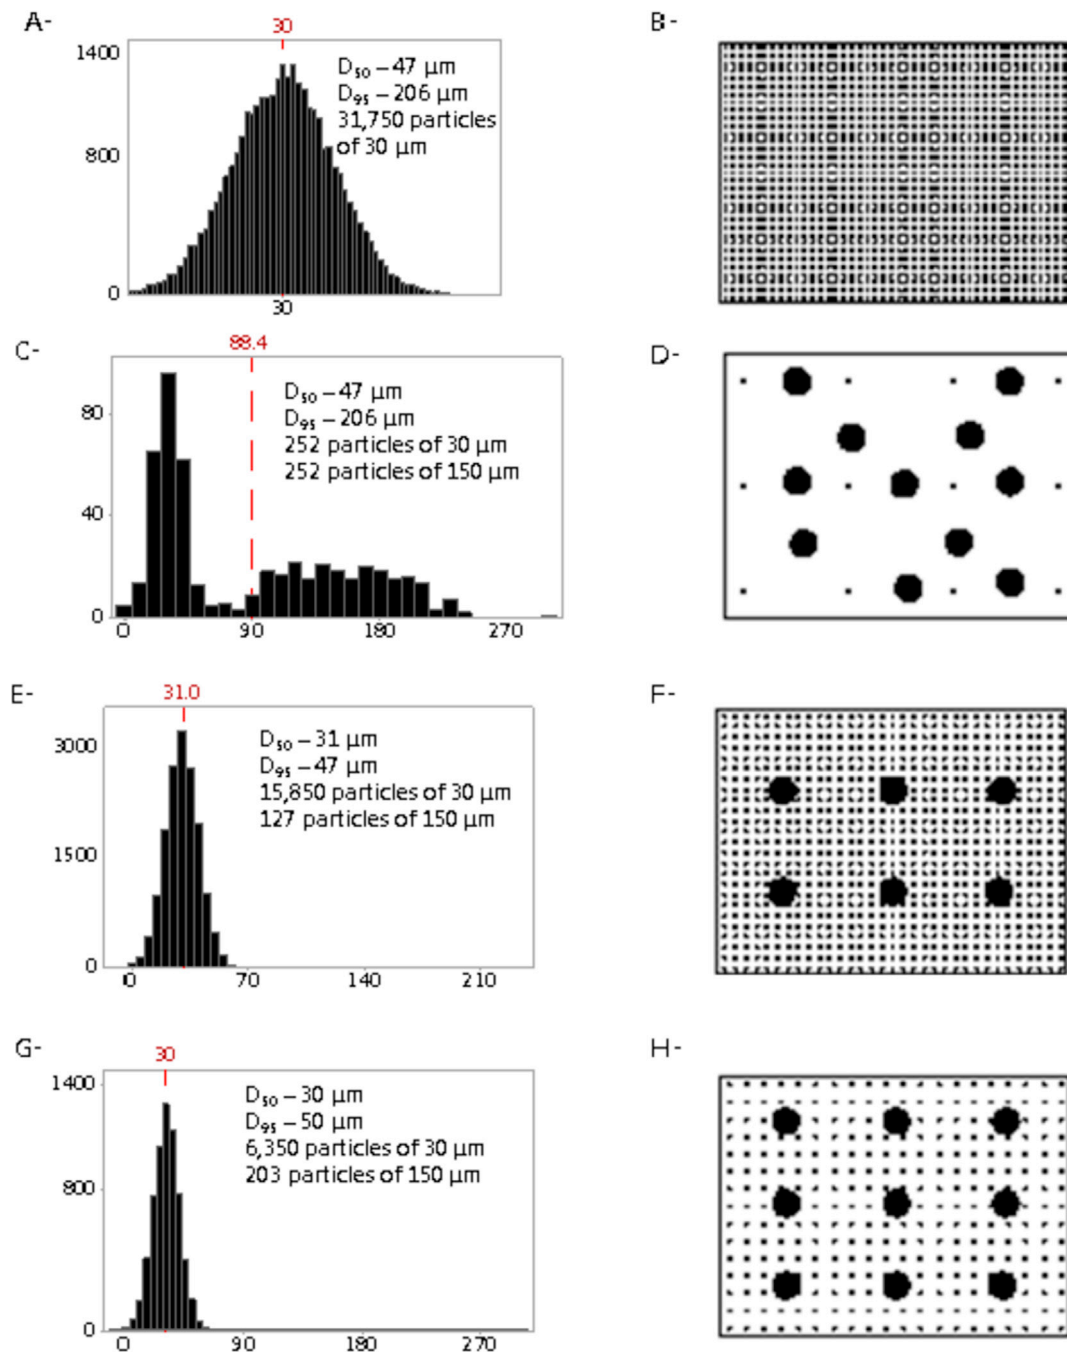 A-
30
1400
800
0
30
D₅₀ – 47 μm
D₉₅ – 206 μm
31,750 particles
of 30 μm
B-
C-
88.4
80
40
0
0 90 180 270
D₅₀ – 47 μm
D₉₅ – 206 μm
252 particles of 30 μm
252 particles of 150 μm
D-
E-
31.0
3000
1500
0
0 70 140 210
D₅₀ – 31 μm
D₉₅ – 47 μm
15,850 particles of 30 μm
127 particles of 150 μm
F-
G-
30
1400
800
0
0 90 180 270
D₅₀ – 30 μm
D₉₅ – 50 μm
6,350 particles of 30 μm
203 particles of 150 μm
H-